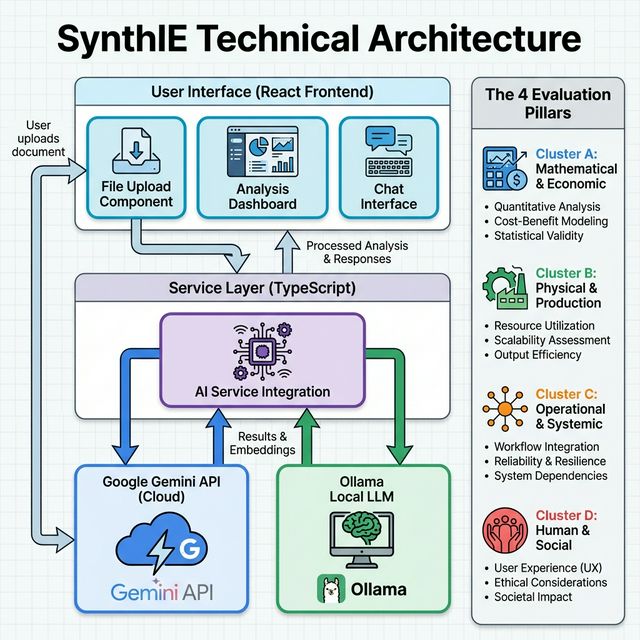 SynthIE Technical Architecture
User
uploads
document
User Interface (React Frontend)
File Upload
Component
Analysis
Dashboard
Chat
Interface
Processed Analysis
& Responses
Service Layer (TypeScript)
AI Service Integration
Results &
Embeddings
Google Gemini API
(Cloud)
G
Gemini API
Ollama
Local LLM
Ollama
The 4 Evaluation
Pillars
$
Cluster A:
Mathematical
& Economic
• Quantitative Analysis
• Cost-Benefit Modeling
• Statistical Validity
Cluster B:
Physical &
Production
• Resource Utilization
• Scalability Assessment
• Output Efficiency
Cluster C:
Operational
& Systemic
• Workflow Integration
• Reliability & Resilience
• System Dependencies
Cluster D:
Human &
Social
• User Experience (UX)
• Ethical Considerations
• Societal Impact